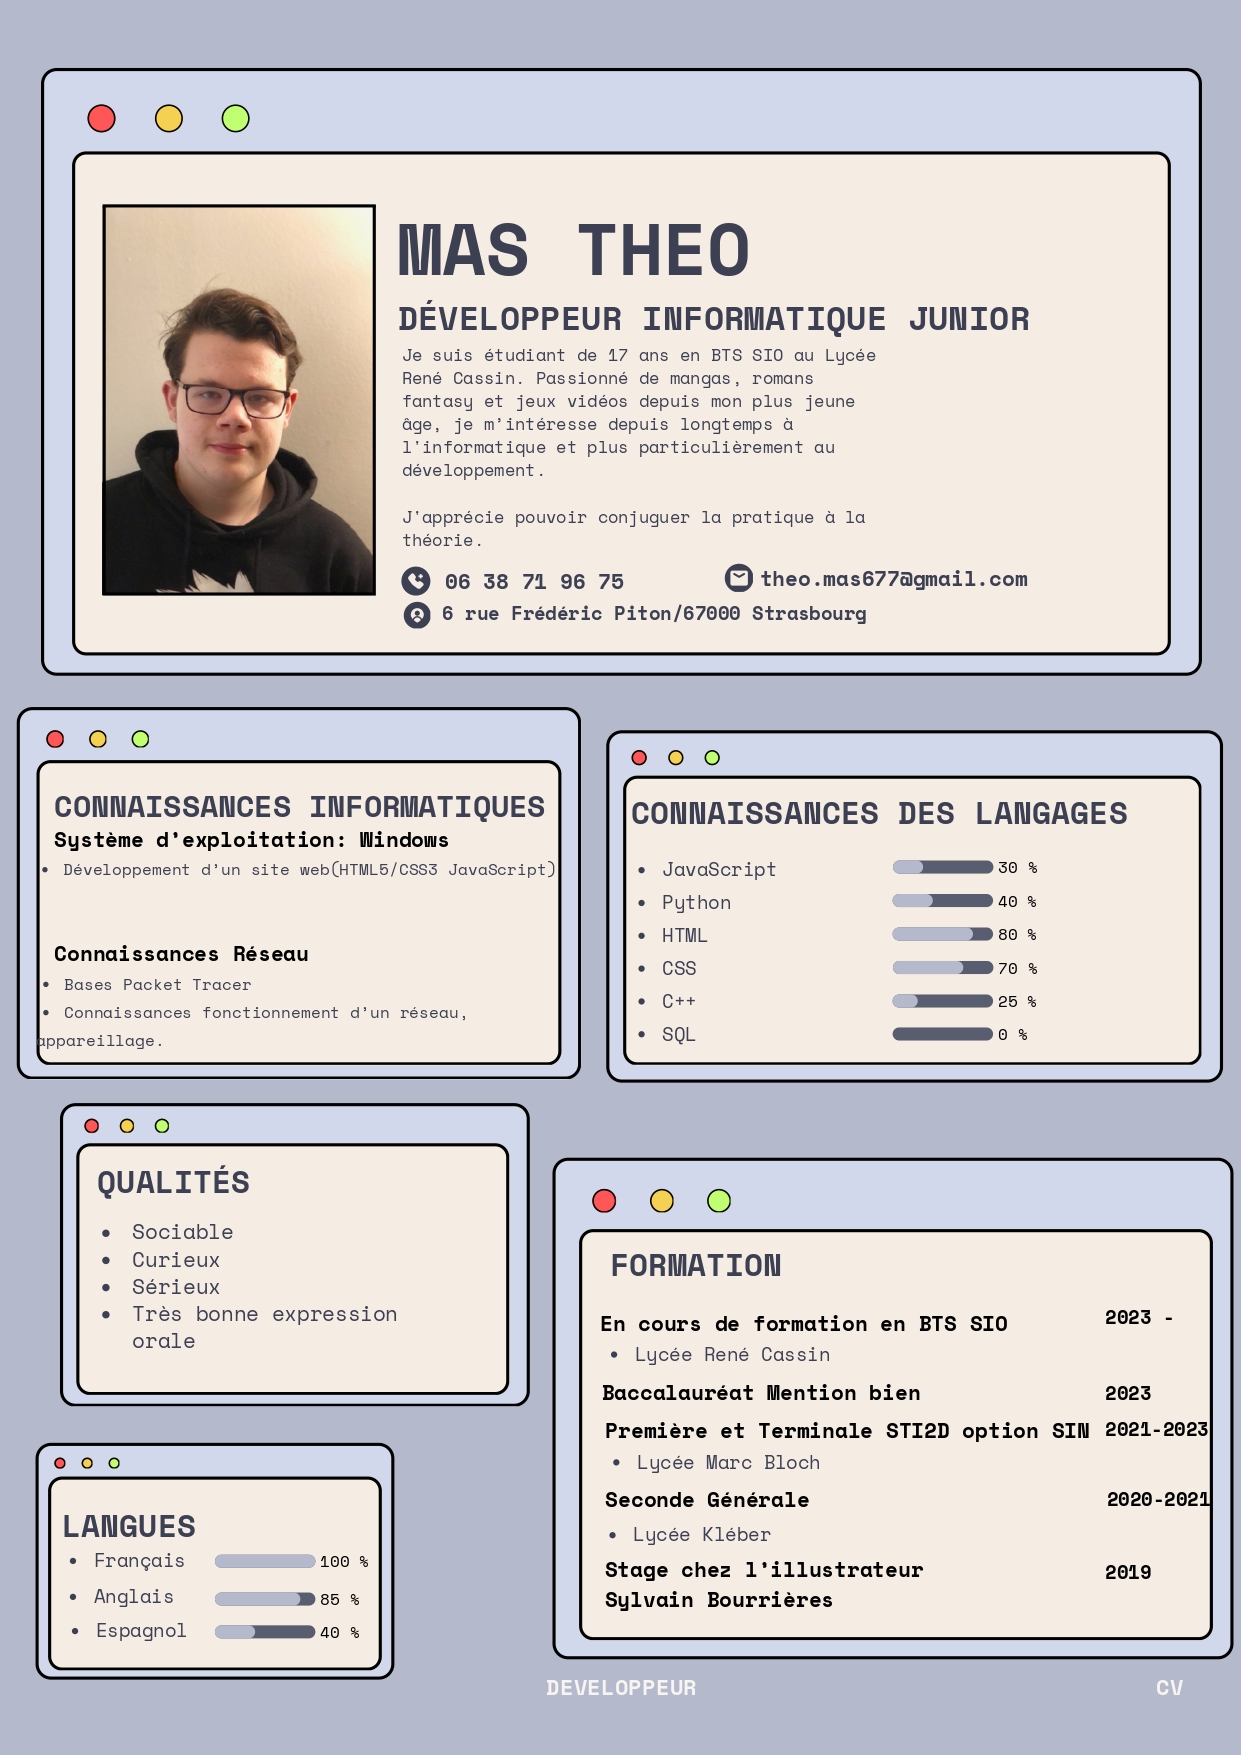 MAS THEO
DÉVELOPPEUR INFORMATIQUE JUNIOR
Je suis étudiant de 17 ans en BTS SIO au Lycée
René Cassin. Passionné de mangas, romans
fantasy et jeux vidéos depuis mon plus jeune
âge, je m'intéresse depuis longtemps à
l'informatique et plus particulièrement au
développement.
J'apprécie pouvoir conjuguer la pratique à la
théorie.
06 38 71 96 75
theo.mas677@gmail.com
6 rue Frédéric Piton/67000 Strasbourg
CONNAISSANCES INFORMATIQUES
Système d'exploitation: Windows
• Développement d'un site web(HTML5/CSS3 JavaScript)
Connaissances Réseau
• Bases Packet Tracer
• Connaissances fonctionnement d'un réseau,
appareillage.
CONNAISSANCES DES LANGAGES
• JavaScript 30 %
• Python 40 %
• HTML 80 %
• CSS 70 %
• C++ 25 %
• SQL 0 %
QUALITÉS
• Sociable
• Curieux
• Sérieux
• Très bonne expression
orale
FORMATION
En cours de formation en BTS SIO 2023 -
• Lycée René Cassin
Baccalauréat Mention bien 2023
Première et Terminale STI2D option SIN 2021-2023
• Lycée Marc Bloch
Seconde Générale 2020-2021
• Lycée Kléber
Stage chez l'illustrateur 2019
Sylvain Bourrières
LANGUES
• Français 100 %
• Anglais 85 %
• Espagnol 40 %
DEVELOPPEUR CV